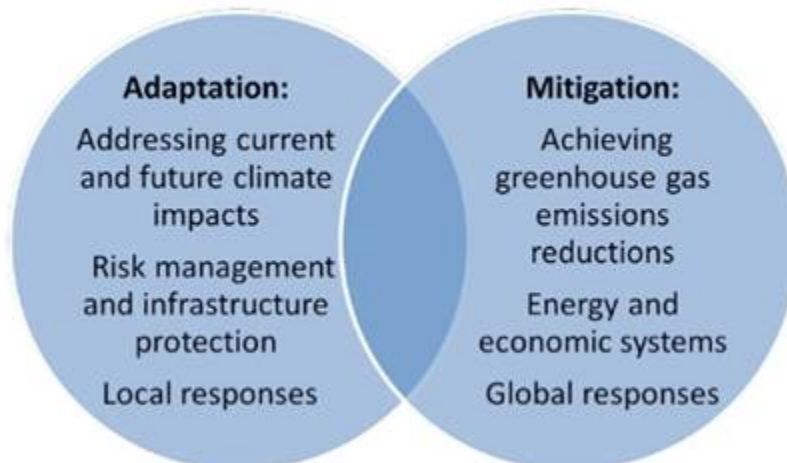 Adaptation:
Addressing current
and future climate
impacts
Risk management
and infrastructure
protection
Local responses
Mitigation:
Achieving
greenhouse gas
emissions
reductions
Energy and
economic systems
Global responses